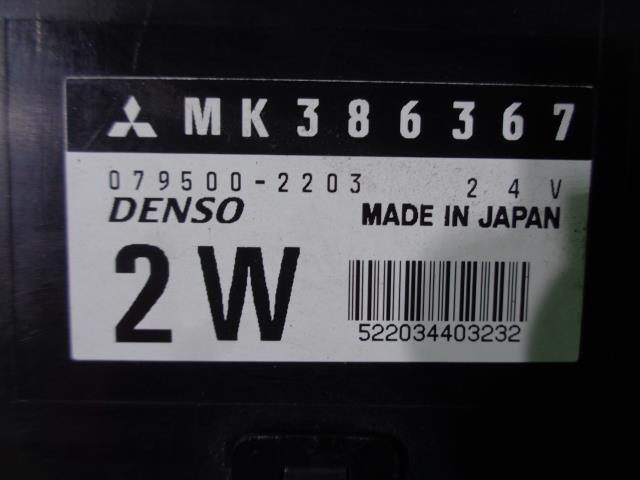 MK386367
079500-2203 24V
DENSO MADE IN JAPAN
2W
522034403232